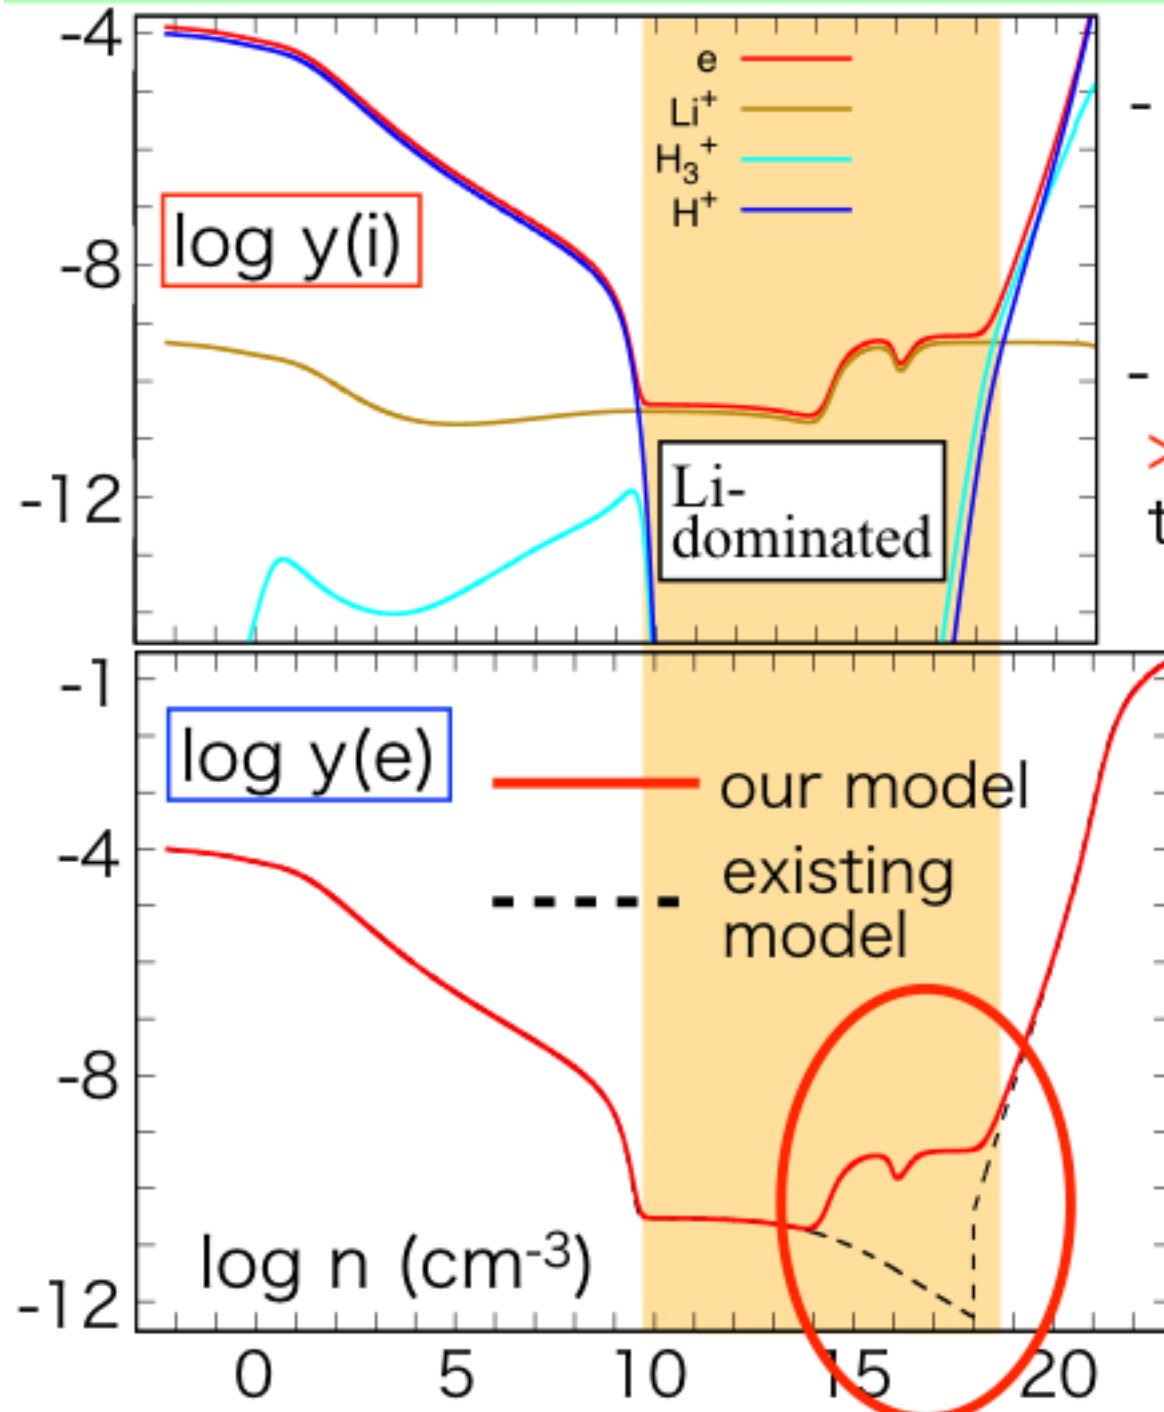 -4
-8
-12
e
Li⁺
H₃⁺
H⁺
log y(i)
Li-
dominated
-
-
>
t
-1
-4
-8
-12
log y(e)
our model
existing
model
log n (cm⁻³)
0 5 10 15 20